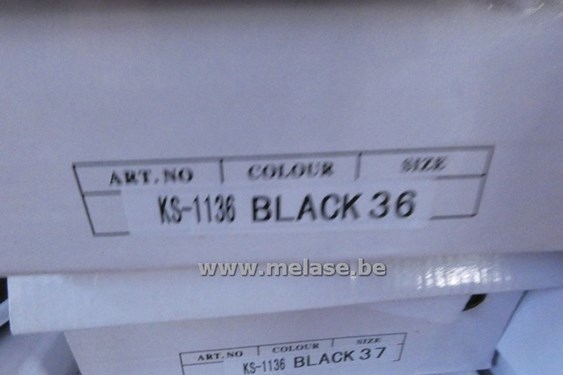 ART.NO COLOUR SIZE
KS-1136 BLACK 36
www.melase.be
ART.NO COLOUR SIZE
KS-1136 BLACK 37